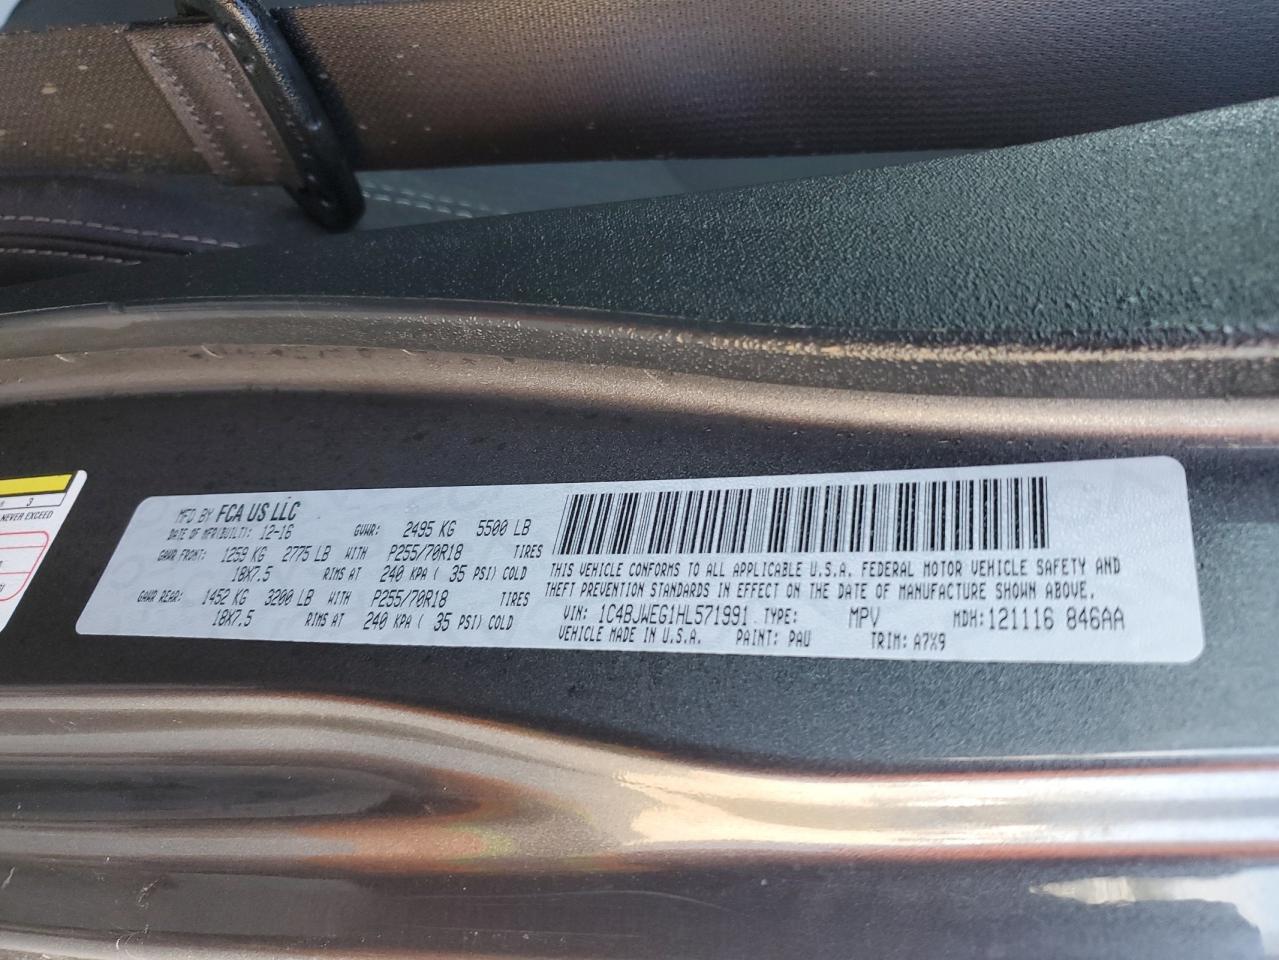 3
NEVER EXCEED
MFD BY FCA US LLC
DATE OF MFR(BUILT): 12-16 GVWR: 2495 KG 5500 LB
GAWR FRONT: 1259 KG 2775 LB WITH P255/70R18 TIRES
18X7.5 RIMS AT 240 KPA ( 35 PSI) COLD
GAWR REAR: 1452 KG 3200 LB WITH P255/70R18 TIRES
18X7.5 RIMS AT 240 KPA ( 35 PSI) COLD
THIS VEHICLE CONFORMS TO ALL APPLICABLE U.S.A. FEDERAL MOTOR VEHICLE SAFETY AND
THEFT PREVENTION STANDARDS IN EFFECT ON THE DATE OF MANUFACTURE SHOWN ABOVE.
VIN: 1C4BJWEG1HL571991 TYPE: MPV MDH:121116 846AA
VEHICLE MADE IN U.S.A. PAINT: PAU TRIM: A7X9